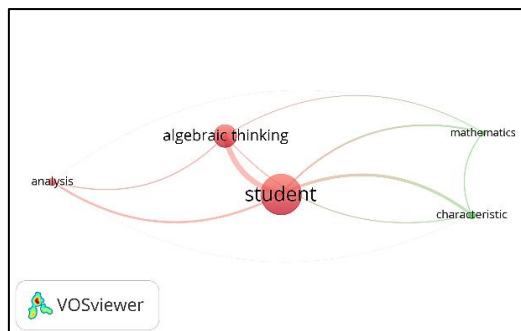 algebraic thinking
mathematics
analysis
student
characteristic
VOSviewer